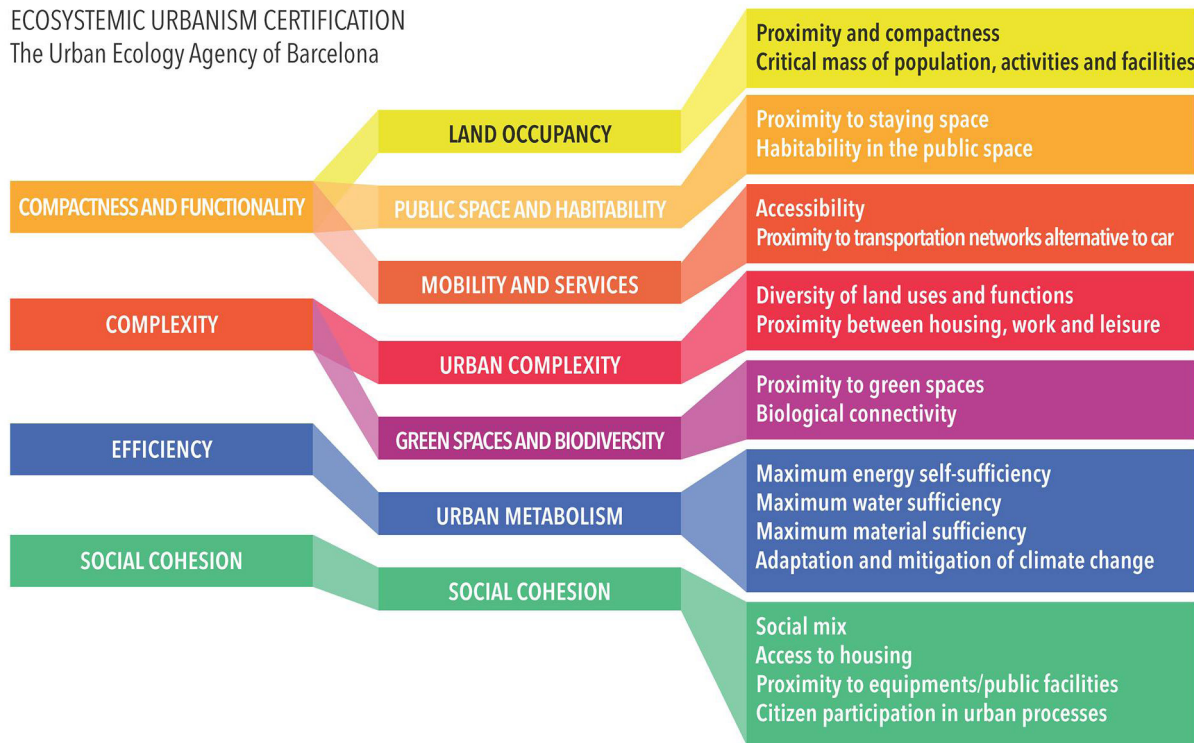 ECOSYSTEMIC URBANISM CERTIFICATION
The Urban Ecology Agency of Barcelona
COMPACTNESS AND FUNCTIONALITY
COMPLEXITY
EFFICIENCY
SOCIAL COHESION
LAND OCCUPANCY
PUBLIC SPACE AND HABITABILITY
MOBILITY AND SERVICES
URBAN COMPLEXITY
GREEN SPACES AND BIODIVERSITY
URBAN METABOLISM
SOCIAL COHESION
Proximity and compactness
Critical mass of population, activities and facilities
Proximity to staying space
Habitability in the public space
Accessibility
Proximity to transportation networks alternative to car
Diversity of land uses and functions
Proximity between housing, work and leisure
Proximity to green spaces
Biological connectivity
Maximum energy self-sufficiency
Maximum water sufficiency
Maximum material sufficiency
Adaptation and mitigation of climate change
Social mix
Access to housing
Proximity to equipments/public facilities
Citizen participation in urban processes